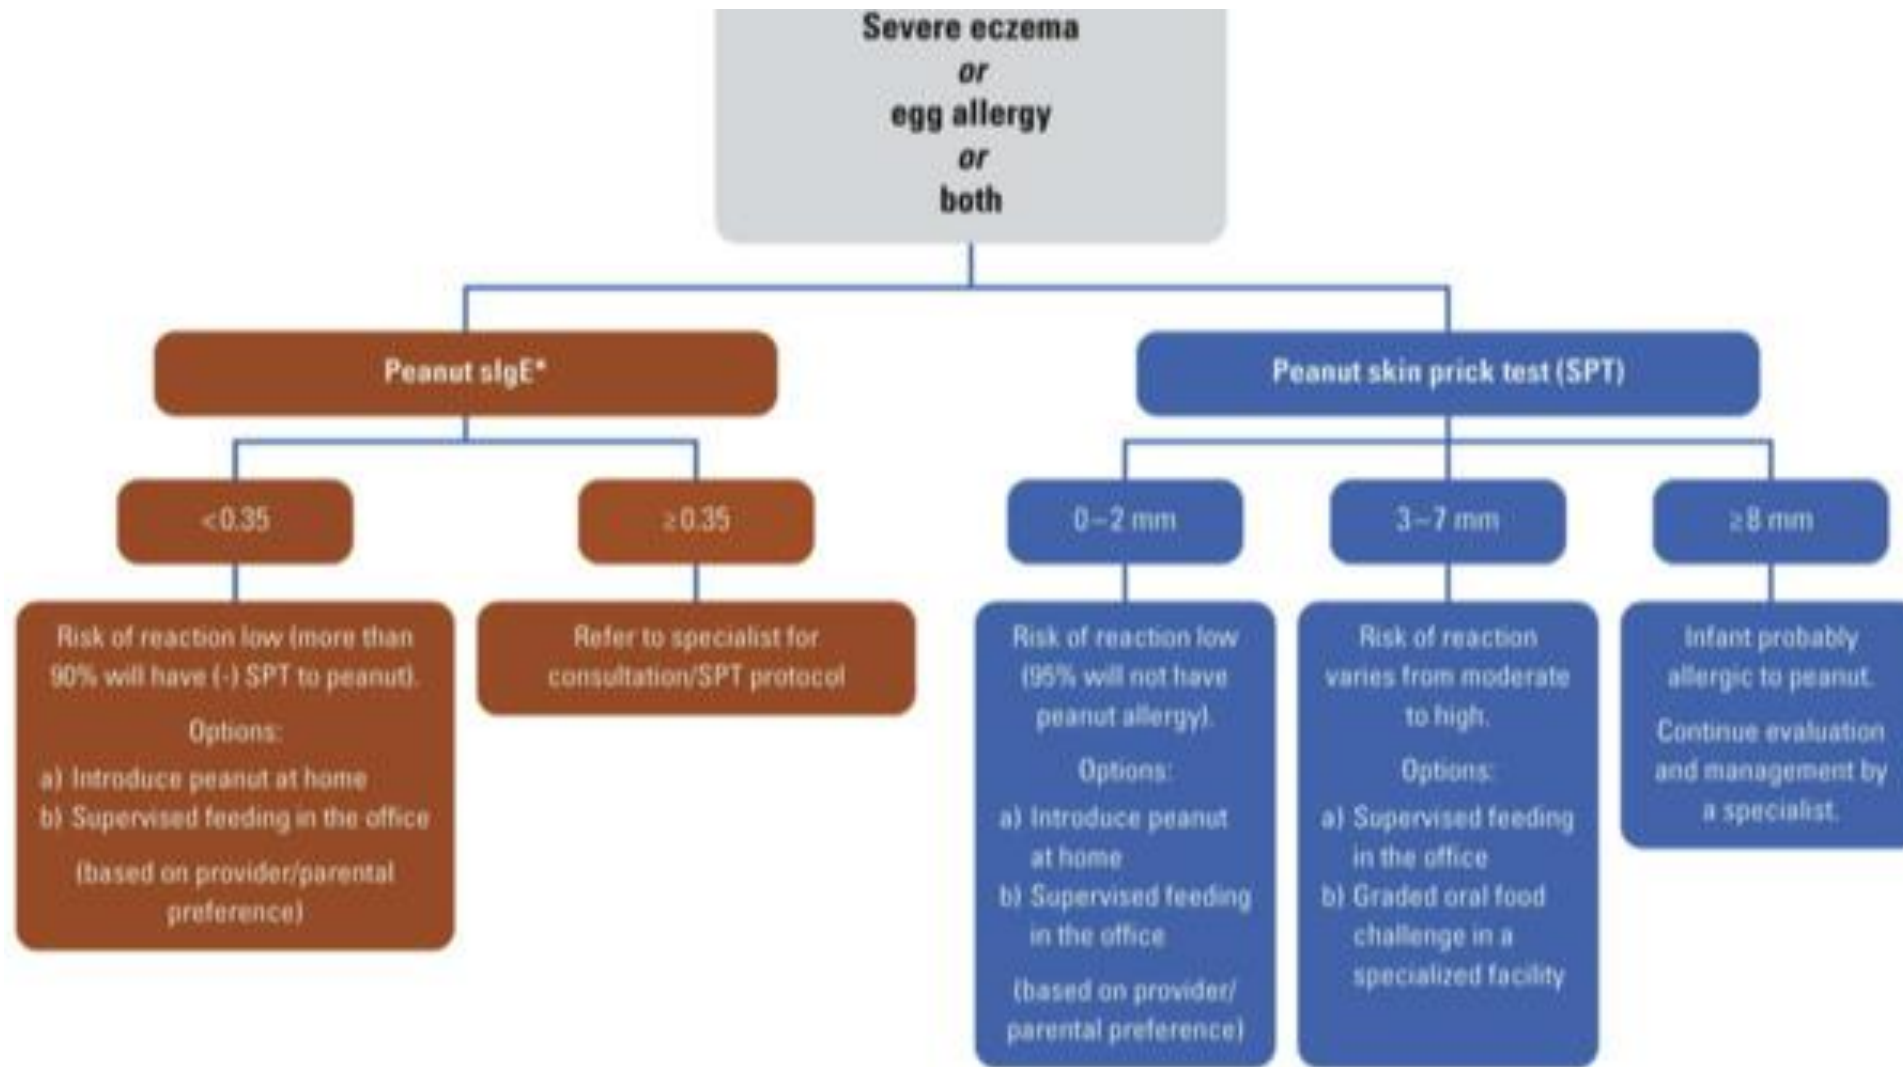 Severe eczema
or
egg allergy
or
both
Peanut sIgE*
Peanut skin prick test (SPT)
<0.35
≥0.35
0–2 mm
3–7 mm
≥8 mm
Risk of reaction low (more than
90% will have (-) SPT to peanut).
Options:
a) Introduce peanut at home
b) Supervised feeding in the office
(based on provider/parental
preference)
Refer to specialist for
consultation/SPT protocol
Risk of reaction low
(95% will not have
peanut allergy).
Options:
a) Introduce peanut
at home
b) Supervised feeding
in the office
(based on provider/
parental preference)
Risk of reaction
varies from moderate
to high.
Options:
a) Supervised feeding
in the office
b) Graded oral food
challenge in a
specialized facility
Infant probably
allergic to peanut.
Continue evaluation
and management by
a specialist.